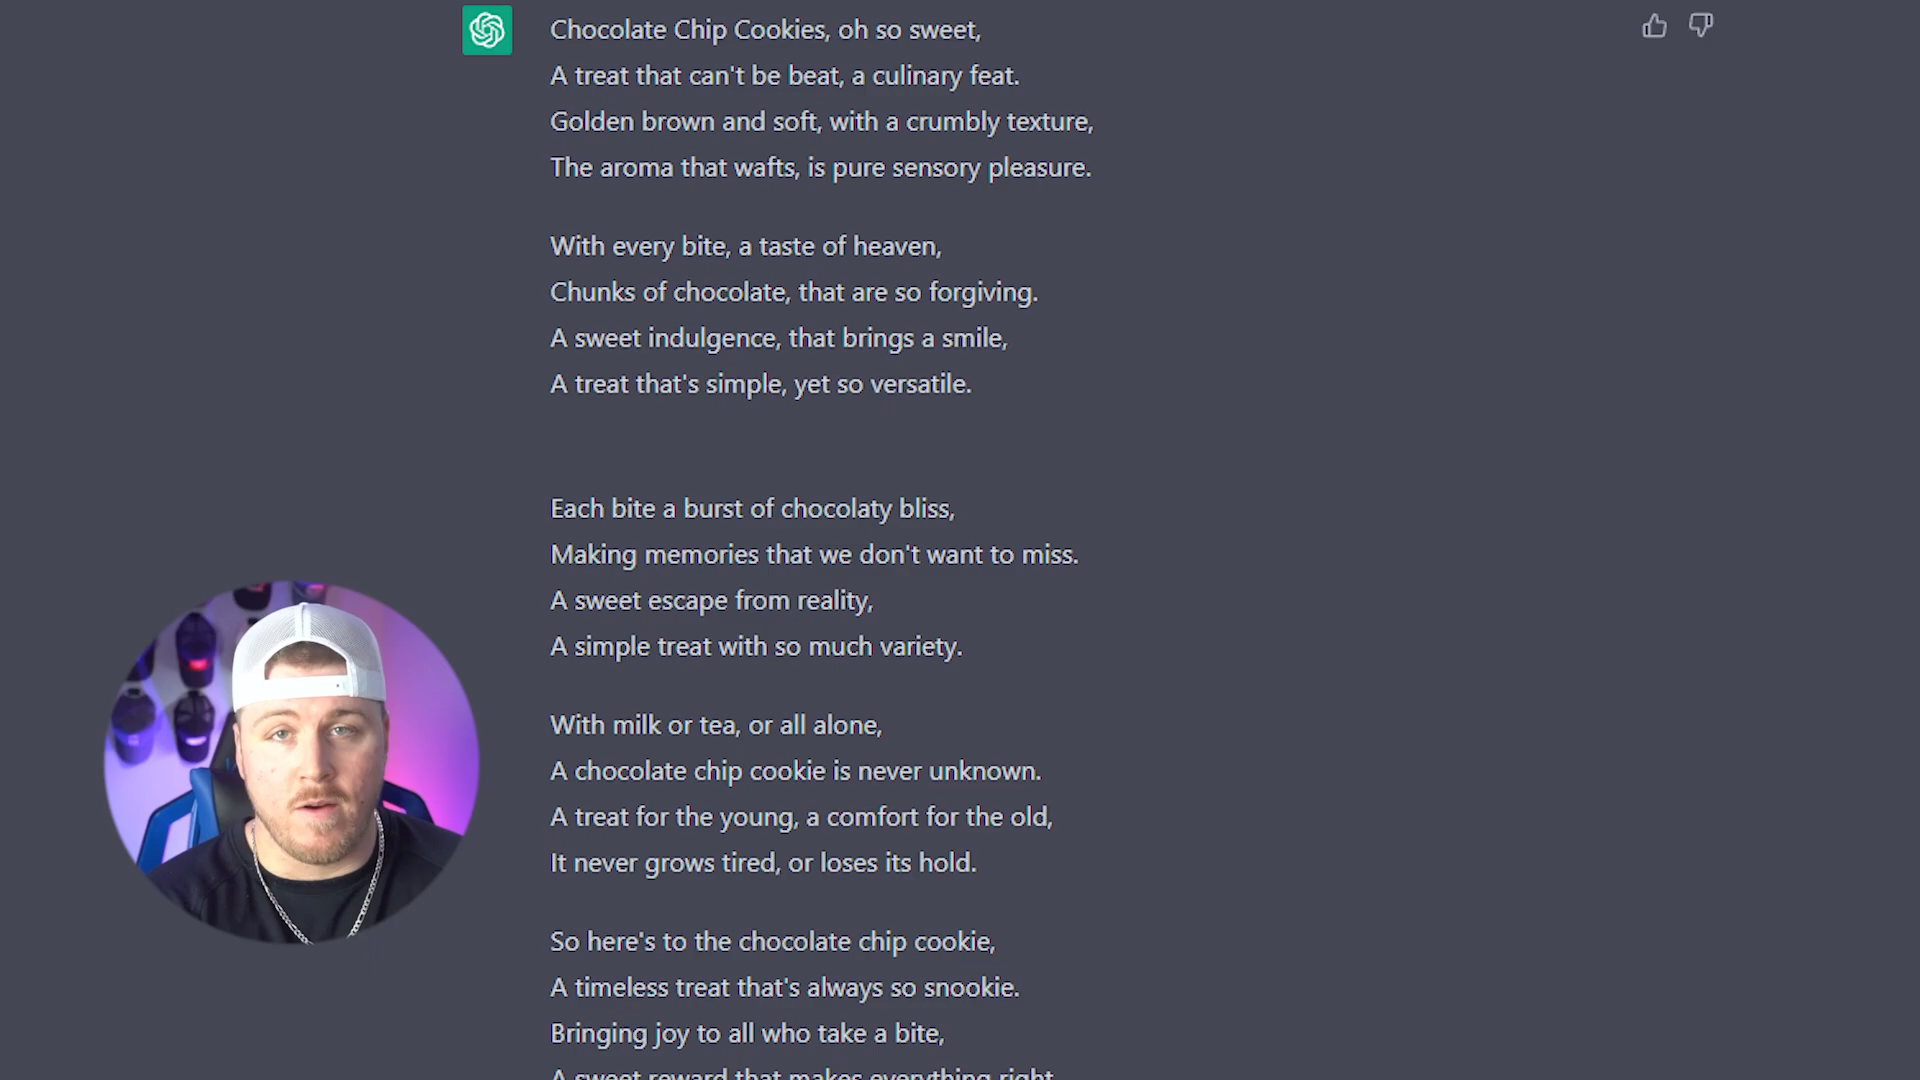 Chocolate Chip Cookies, oh so sweet,
A treat that can't be beat, a culinary feat.
Golden brown and soft, with a crumbly texture,
The aroma that wafts, is pure sensory pleasure.
With every bite, a taste of heaven,
Chunks of chocolate, that are so forgiving.
A sweet indulgence, that brings a smile,
A treat that's simple, yet so versatile.
Each bite a burst of chocolaty bliss,
Making memories that we don't want to miss.
A sweet escape from reality,
A simple treat with so much variety.
With milk or tea, or all alone,
A chocolate chip cookie is never unknown.
A treat for the young, a comfort for the old,
It never grows tired, or loses its hold.
So here's to the chocolate chip cookie,
A timeless treat that's always so snookie.
Bringing joy to all who take a bite,
A sweet reward that makes everything right